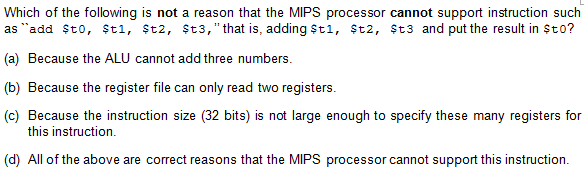 Which of the following is not a reason that the MIPS processor cannot support instruction such
as ``add $t0, $t1, $t2, $t3,'' that is, adding $t1, $t2, $t3 and put the result in $t0?
(a) Because the ALU cannot add three numbers.
(b) Because the register file can only read two registers.
(c) Because the instruction size (32 bits) is not large enough to specify these many registers for
this instruction.
(d) All of the above are correct reasons that the MIPS processor cannot support this instruction.